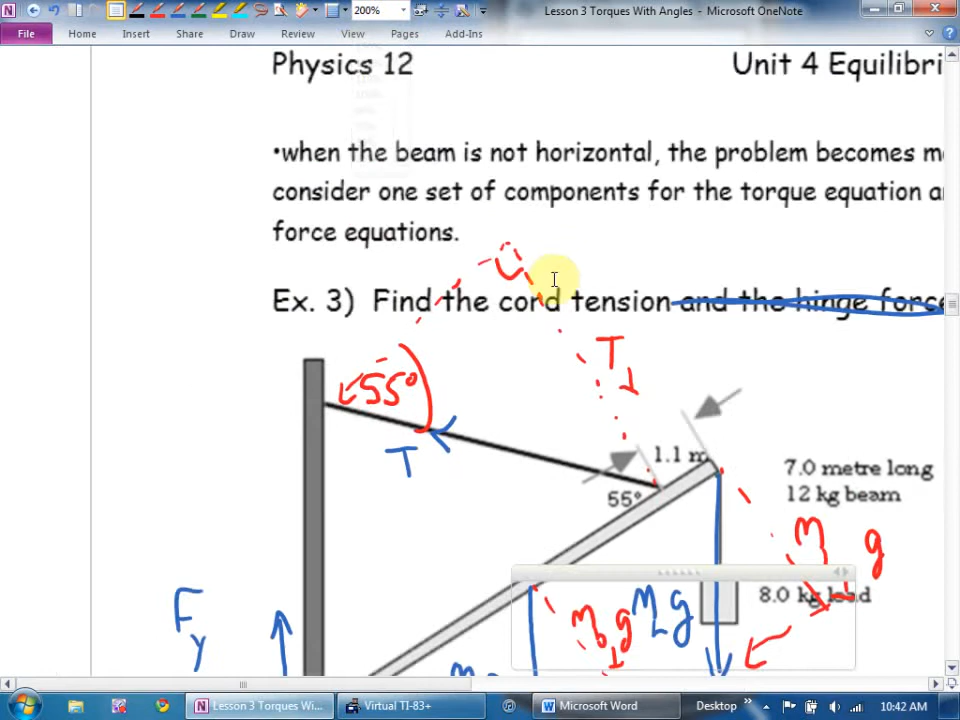 200%
Lesson 3 Torques With Angles - Microsoft OneNote
File Home Insert Share Draw Review View Pages Add-Ins
Physics 12 Unit 4 Equilibri
•when the beam is not horizontal, the problem becomes m
consider one set of components for the torque equation a
force equations.
Ex. 3) Find the cord tension and the hinge force
55°
T⊥
T
1.1 m
55°
7.0 metre long
12 kg beam
m⊥g
8.0 kg load
Fy
mb⊥g
mLg
Lesson 3 Torques Wi... Virtual TI-83+ Microsoft Word Desktop » 10:42 AM